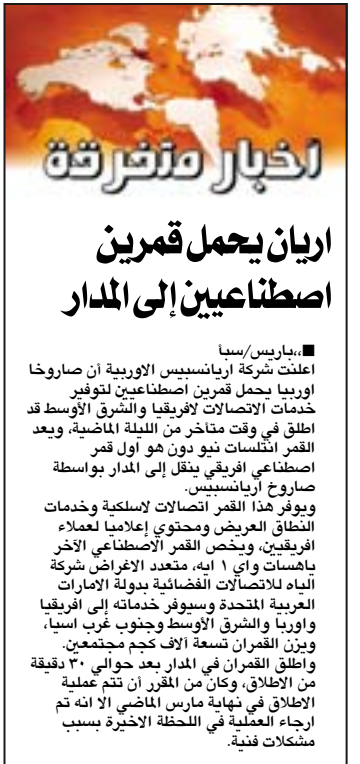 اخبار متفرقة
اريان يحمل قمرين
اصطناعيين إلى المدار
■،،باريس/سبأ
اعلنت شركة اريانسبيس الاوربية أن صاروخا
اوربيا يحمل قمرين اصطناعيين لتوفير
خدمات الاتصالات لافريقيا والشرق الأوسط قد
اطلق في وقت متأخر من الليلة الماضية، ويعد
القمر انتلسات نيو دون هو اول قمر
اصطناعي افريقي ينقل إلى المدار بواسطة
صاروخ اريانسبيس.
ويوفر هذا القمر اتصالات لاسلكية وخدمات
النطاق العريض ومحتوي إعلاميا لعملاء
افريقيين، ويخص القمر الاصطناعي الآخر
ياهسات واي ١ ايه، متعدد الاغراض شركة
الياه للاتصالات الفضائية بدولة الامارات
العربية المتحدة وسيوفر خدماته إلى افريقيا
واوربا والشرق الأوسط وجنوب غرب اسيا،
ويزن القمران تسعة آلاف كجم مجتمعين.
واطلق القمران في المدار بعد حوالي ٣٠ دقيقة
من الاطلاق، وكان من المقرر أن تتم عملية
الاطلاق في نهاية مارس الماضي الا انه تم
ارجاء العملية في اللحظة الاخيرة بسبب
مشكلات فنية.